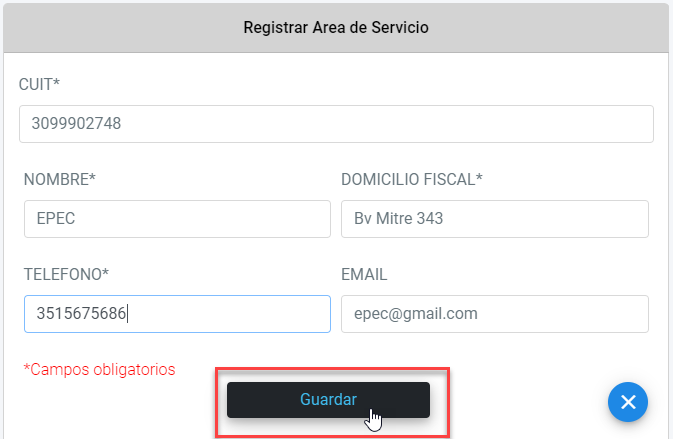 Registrar Area de Servicio
CUIT*
3099902748
NOMBRE*
DOMICILIO FISCAL*
EPEC
Bv Mitre 343
TELEFONO*
EMAIL
3515675686
epec@gmail.com
*Campos obligatorios
Guardar